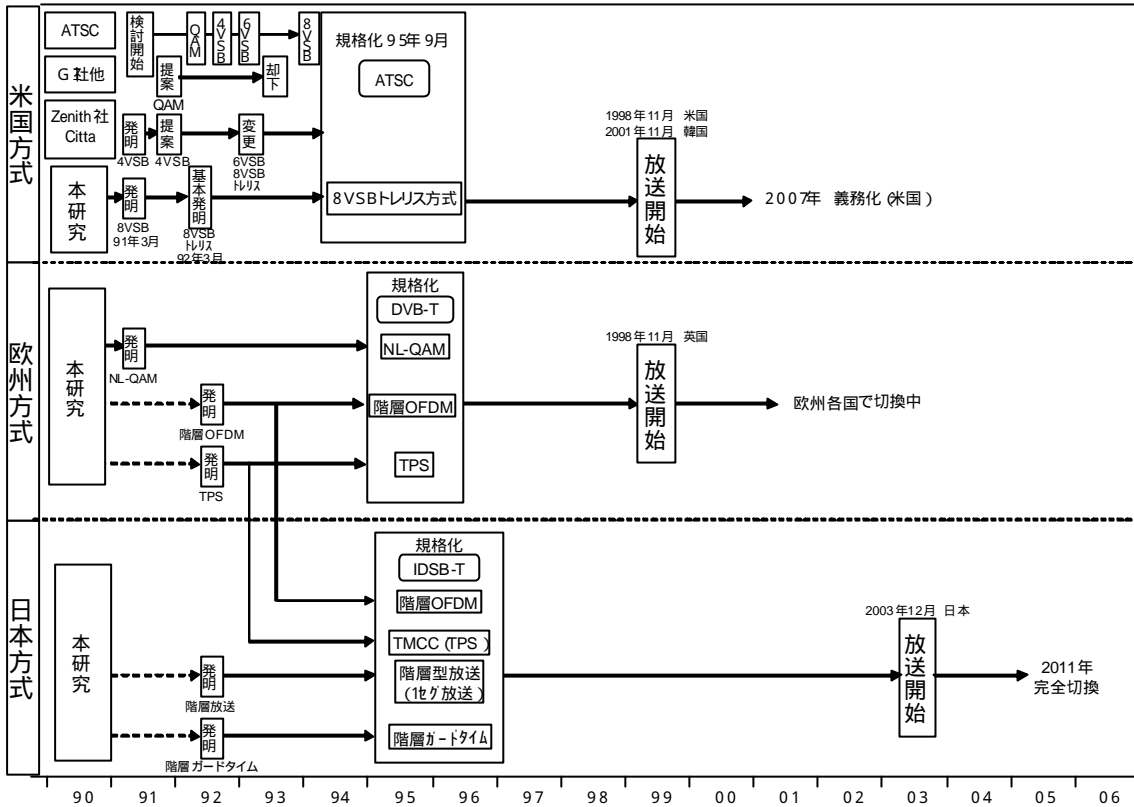 米国方式
ATSC
検討開始
QAM
4VSB
6VSB
8VSB
規格化 95年9月
ATSC
G社他
提案
QAM
却下
Zenith社
Citta
発明
4VSB
提案
4VSB
変更
6VSB
8VSB
トレリス
本研究
発明
8VSB
91年3月
基本発明
8VSB
トレリス
92年3月
8VSBトレリス方式
1998年11月 米国
2001年11月 韓国
放送開始
2007年 義務化(米国)
欧州方式
本研究
発明
NL-QAM
発明
階層OFDM
発明
TPS
規格化
DVB-T
NL-QAM
階層OFDM
TPS
1998年11月 英国
放送開始
欧州各国で切換中
日本方式
本研究
発明
階層放送
発明
階層ガードタイム
規格化
IDSB-T
階層OFDM
TMCC(TPS)
階層型放送
(1セグ放送)
階層ガードタイム
2003年12月 日本
放送開始
2011年
完全切換
90 91 92 93 94 95 96 97 98 99 00 01 02 03 04 05 06